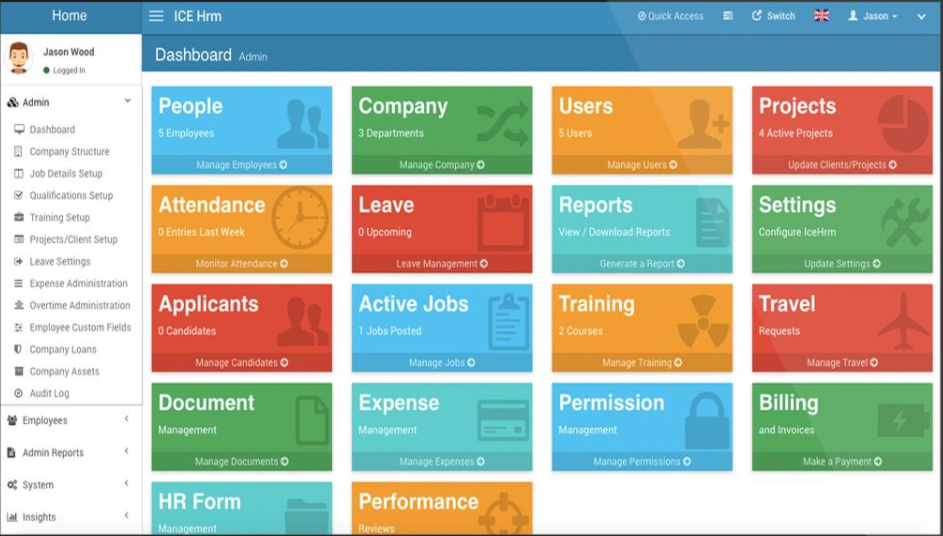 Home
ICE Hrm
Quick Access
Switch
Jason
Jason Wood
Logged In
Dashboard Admin
Admin
Dashboard
Company Structure
Job Details Setup
Qualifications Setup
Training Setup
Projects/Client Setup
Leave Settings
Expense Administration
Overtime Administration
Employee Custom Fields
Company Loans
Company Assets
Audit Log
Employees
Admin Reports
System
Insights
People
5 Employees
Manage Employees
Company
3 Departments
Manage Company
Users
5 Users
Manage Users
Projects
4 Active Projects
Update Clients/Projects
Attendance
0 Entries Last Week
Monitor Attendance
Leave
0 Upcoming
Leave Management
Reports
View / Download Reports
Generate a Report
Settings
Configure IceHrm
Update Settings
Applicants
0 Candidates
Manage Candidates
Active Jobs
1 Jobs Posted
Manage Jobs
Training
2 Courses
Manage Training
Travel
Requests
Manage Travel
Document
Management
Manage Documents
Expense
Management
Manage Expenses
Permission
Management
Manage Permissions
Billing
and Invoices
Make a Payment
HR Form
Management
Performance
Reviews